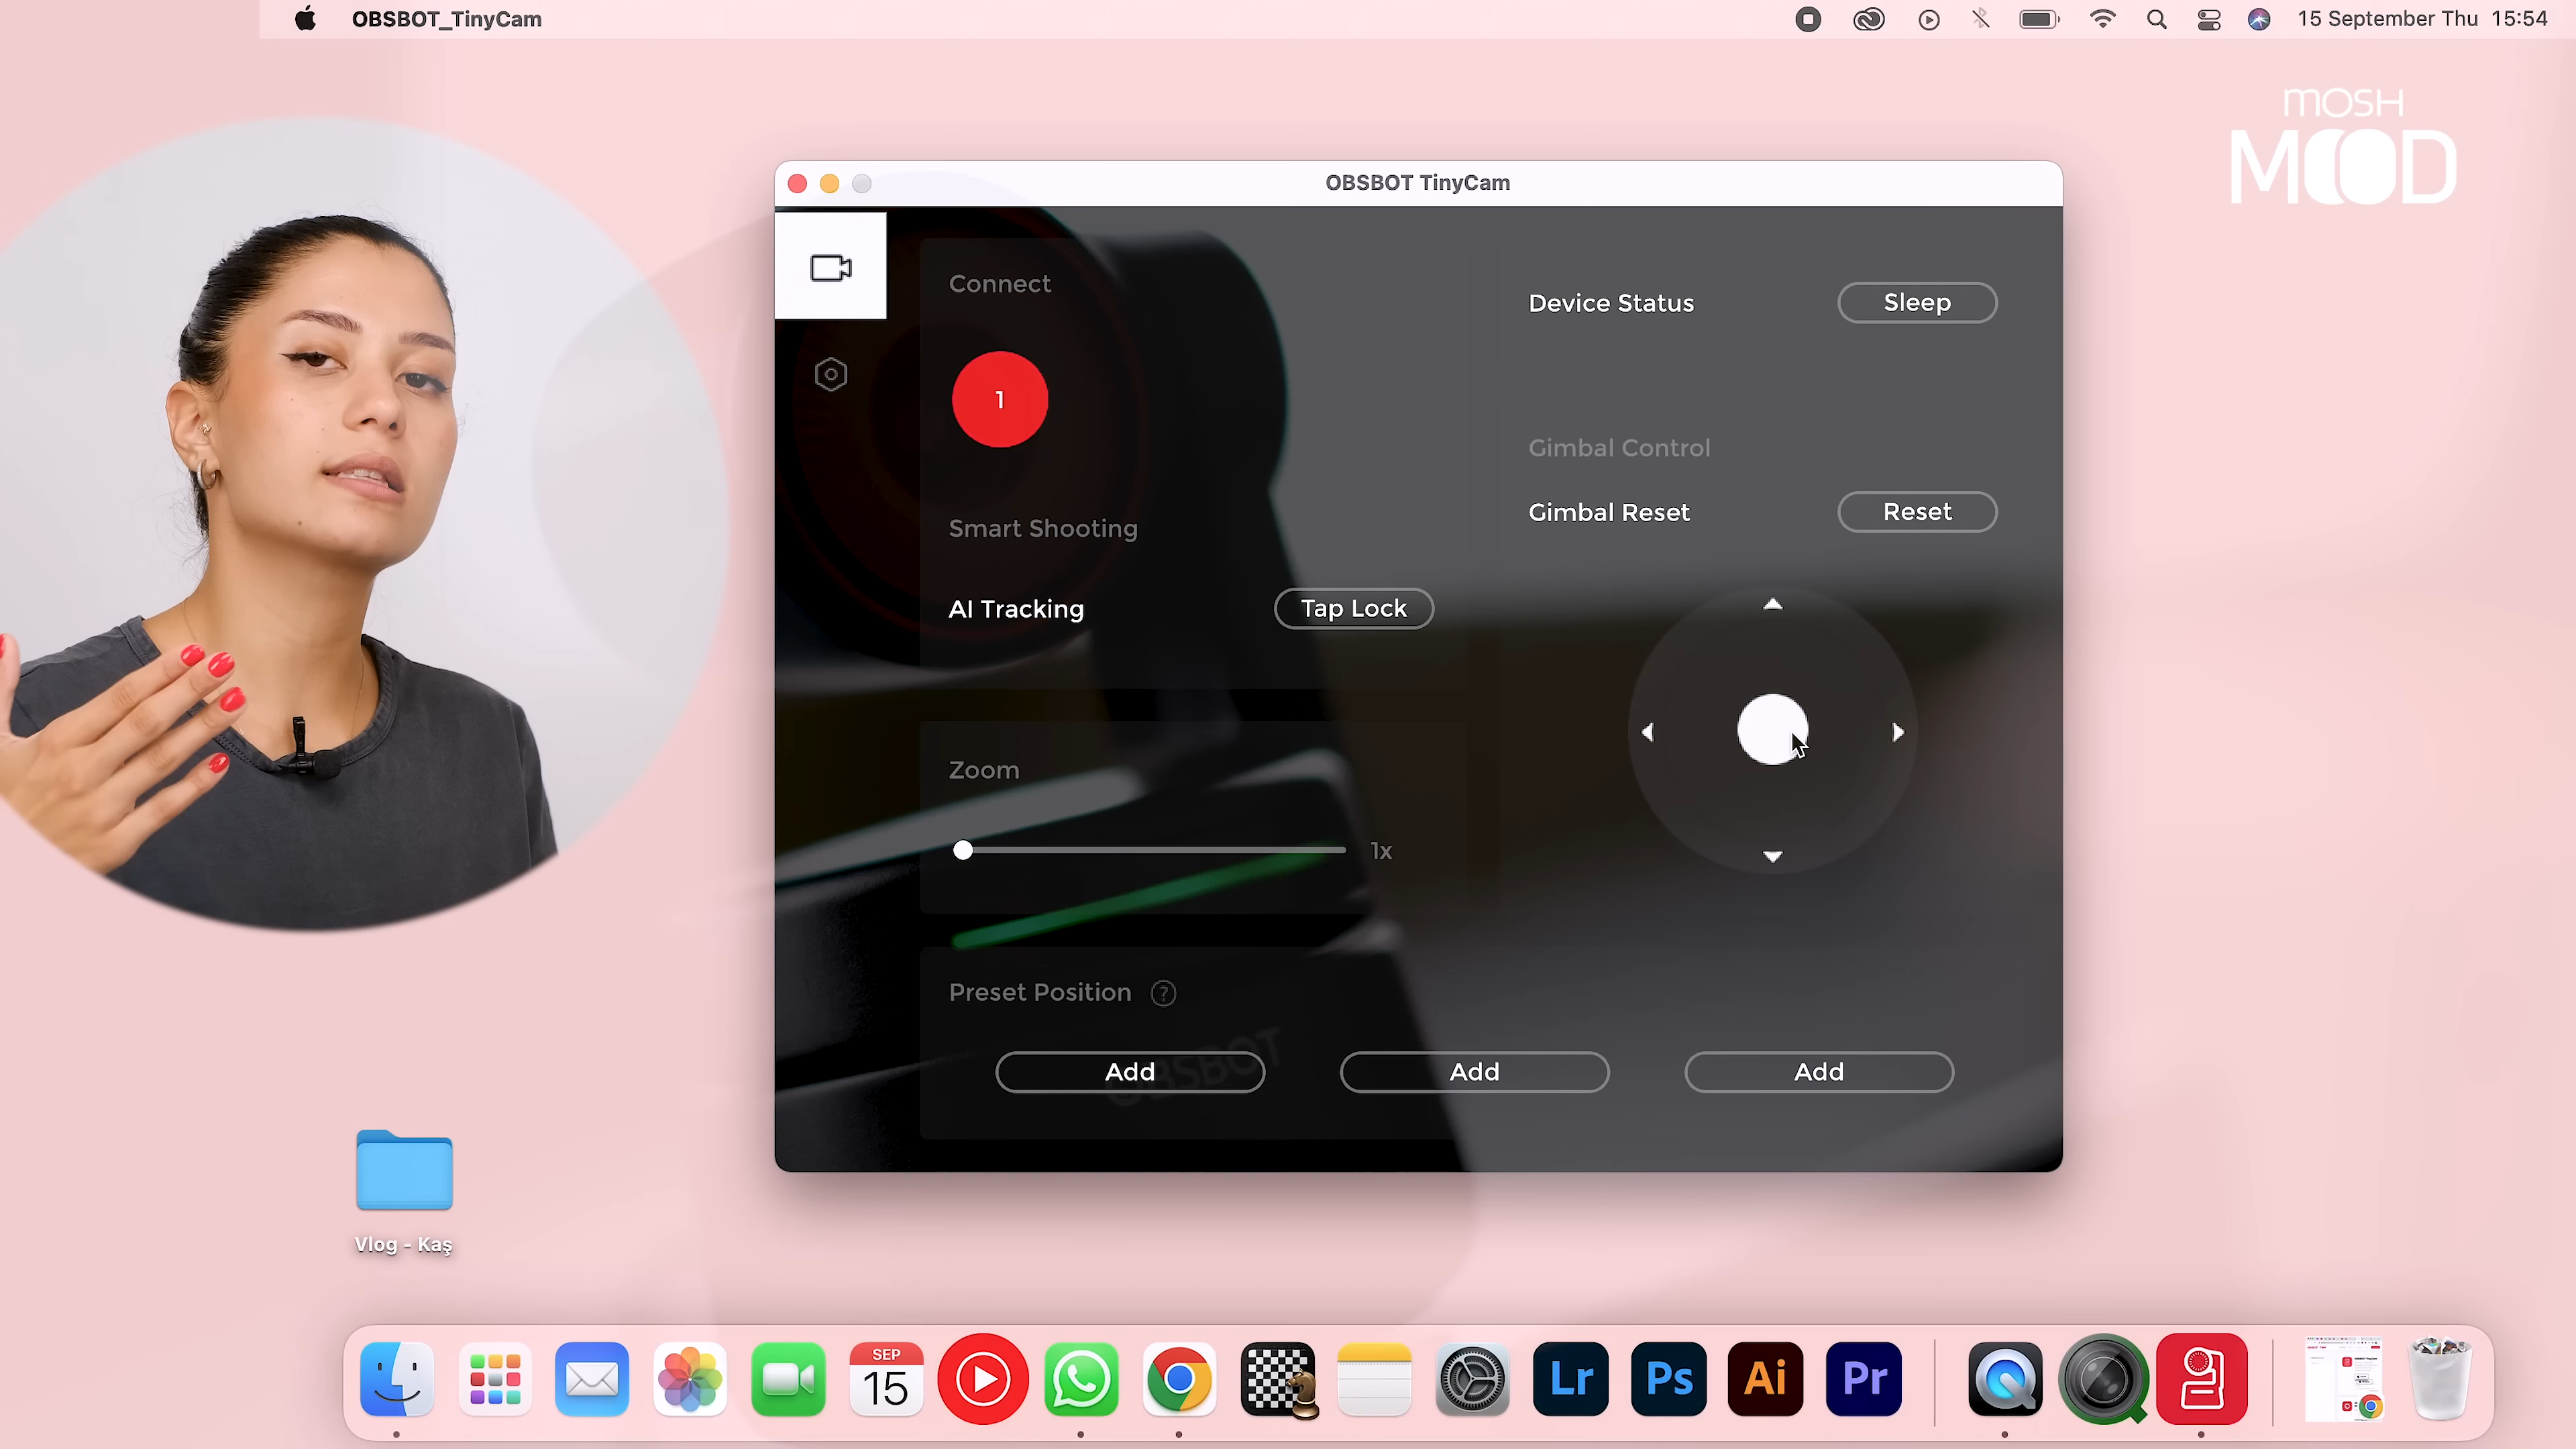 OBSBOT_TinyCam
15 September Thu 15:54
MOSH
MOOD
OBSBOT TinyCam
Connect
1
Device Status
Sleep
Gimbal Control
Gimbal Reset
Reset
Smart Shooting
AI Tracking
Tap Lock
Zoom
1x
Preset Position ?
OBSBOT
Add
Add
Add
Vlog - Kaş
SEP
15
Lr
Ps
Ai
Pr